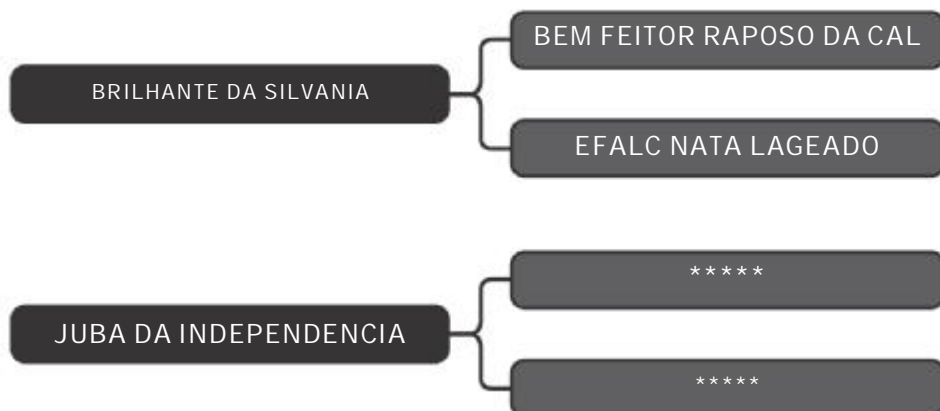 BEM FEITOR RAPOSO DA CAL
BRILHANTE DA SILVANIA
EFALC NATA LAGEADO
*****
JUBA DA INDEPENDENCIA
*****